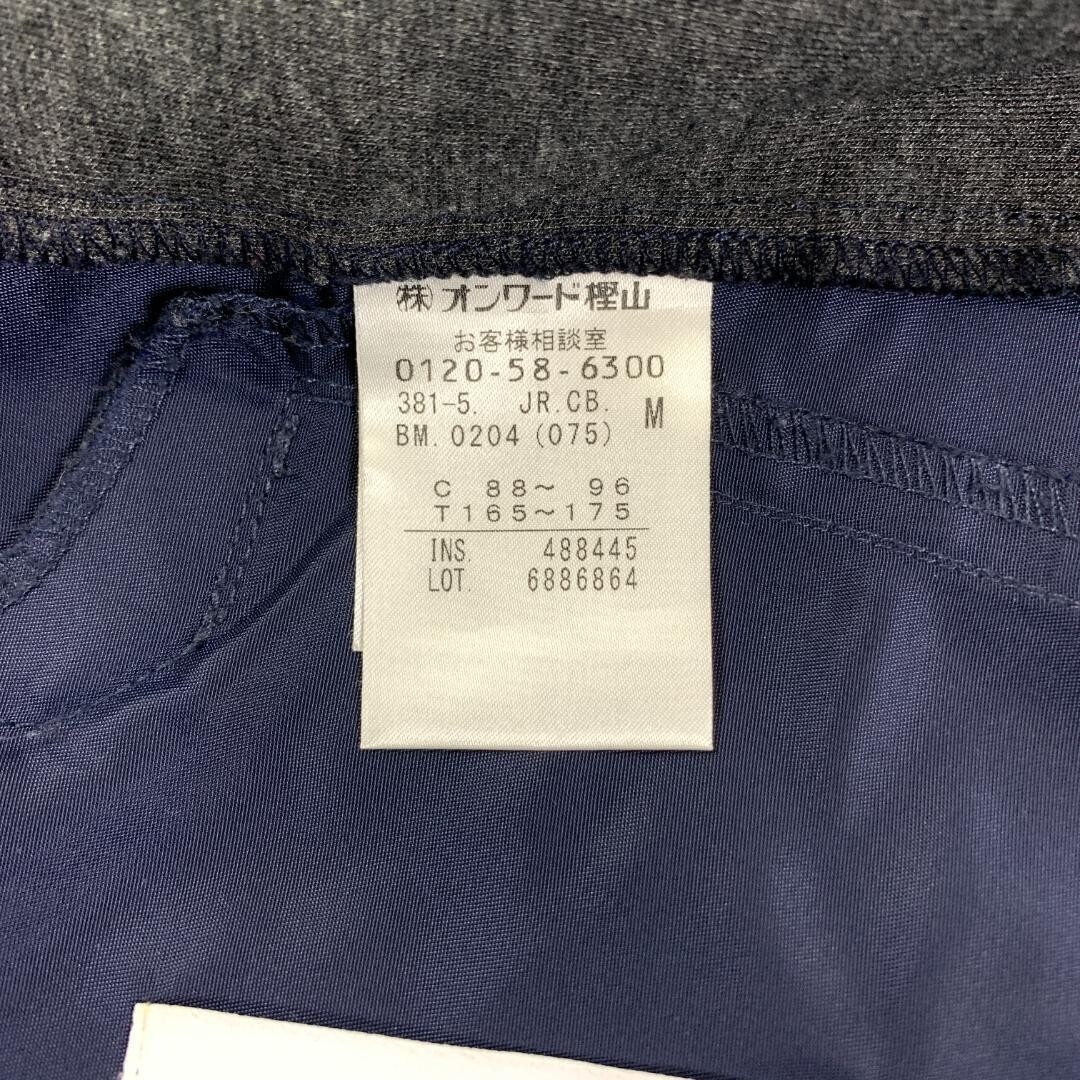 ㈱オンワード樫山
お客様相談室
0120-58-6300
381-5. JR.CB. M
BM. 0204 (075)
C 88～ 96
T165～175
INS. 488445
LOT. 6886864